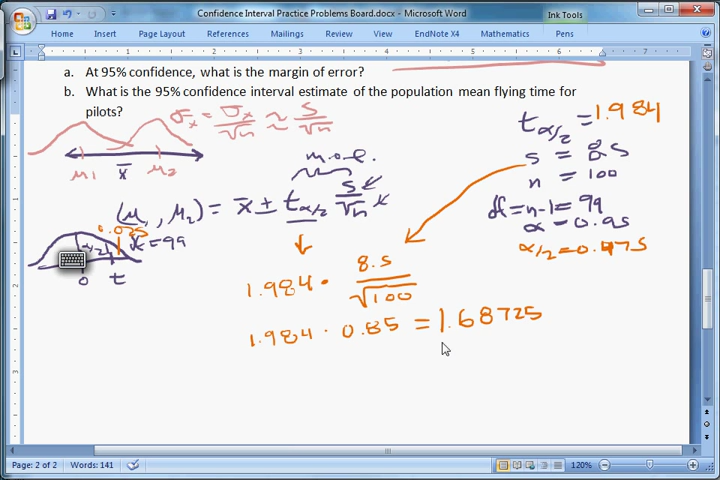 Confidence Interval Practice Problems Board.docx - Microsoft Word
Ink Tools
Home Insert Page Layout References Mailings Review View EndNote X4 Mathematics Pens
a. At 95% confidence, what is the margin of error?
b. What is the 95% confidence interval estimate of the population mean flying time for
pilots?
σx̄ = σx/√n ≈ s/√n
μ1 x̄ μ2
tα/2 = 1.984
s = 8.5
n = 100
df = n-1 = 99
α = 0.95
α/2 = 0.475
m.o.e.
(μ1, μ2) = x̄ ± tα/2 s/√n
0.025
α/2 df = 99
0 t
1.984 · 8.5/√100
1.984 · 0.85 = 1.68725
Page: 2 of 2 Words: 141 120%